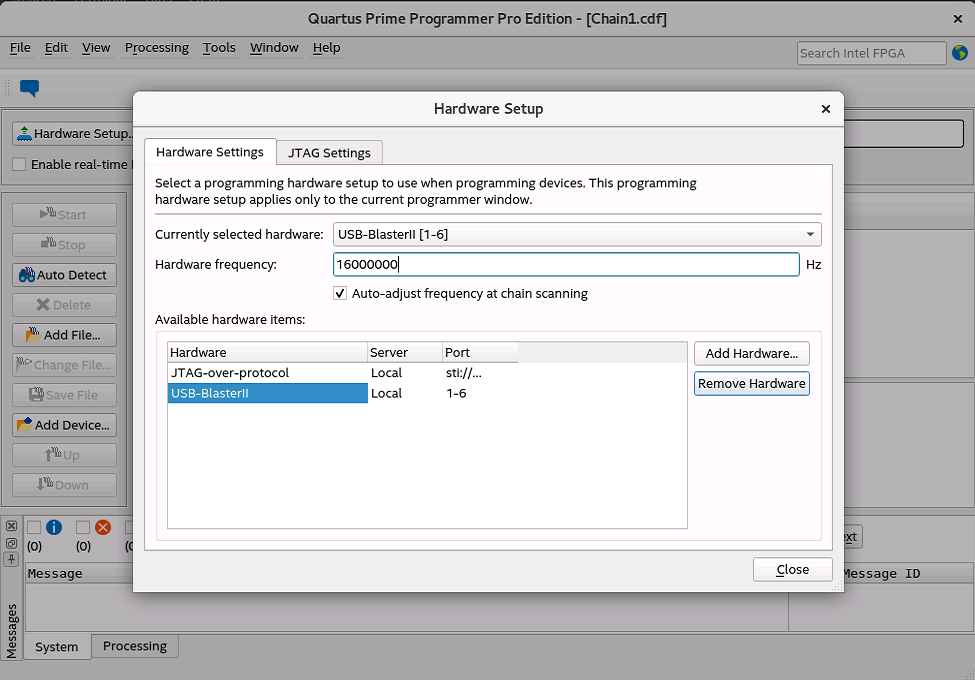 Quartus Prime Programmer Pro Edition - [Chain1.cdf]
File Edit View Processing Tools Window Help
Search Intel FPGA
Hardware Setup
Hardware Setup..
Enable real-time
Hardware Settings
JTAG Settings
Select a programming hardware setup to use when programming devices. This programming
hardware setup applies only to the current programmer window.
Currently selected hardware: USB-BlasterII [1-6]
Hardware frequency: 16000000 Hz
Auto-adjust frequency at chain scanning
Available hardware items:
Hardware Server Port
JTAG-over-protocol Local sti://...
USB-BlasterII Local 1-6
Add Hardware...
Remove Hardware
Close
Start
Stop
Auto Detect
Delete
Add File...
Change File...
Save File
Add Device...
Up
Down
(0) (0)
Message
Message ID
Messages
System
Processing